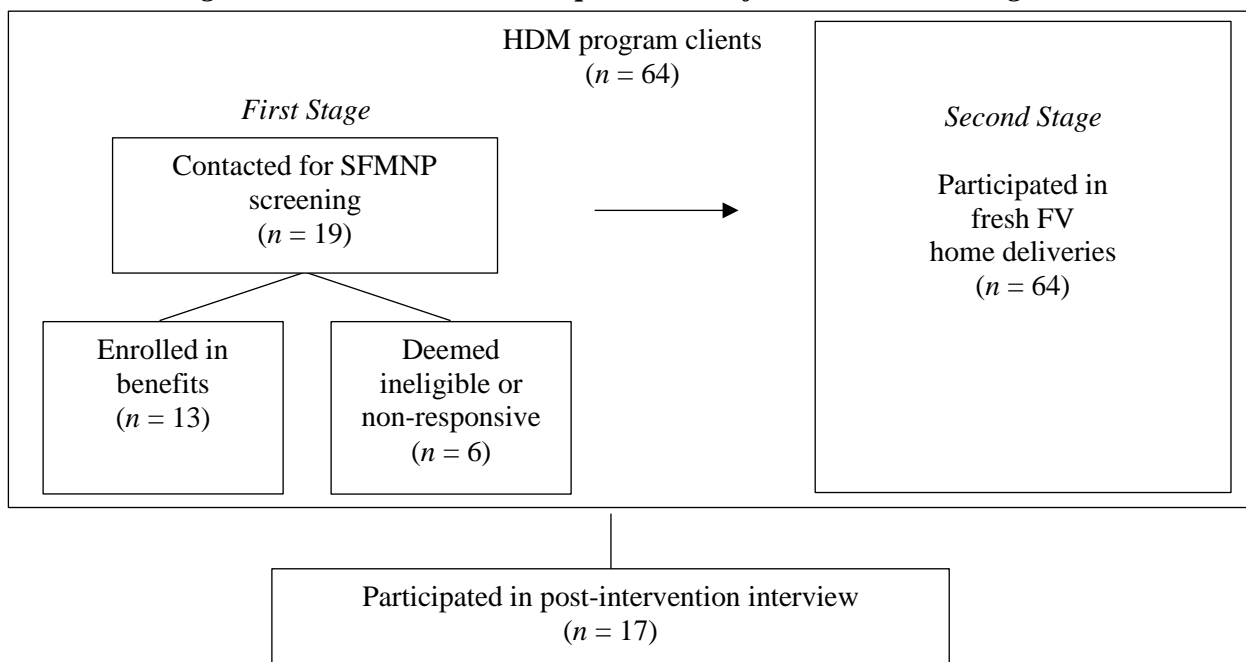 HDM program clients
(n = 64)
First Stage
Contacted for SFMNP
screening
(n = 19)
Enrolled in
benefits
(n = 13)
Deemed
ineligible or
non-responsive
(n = 6)
Second Stage
Participated in
fresh FV
home deliveries
(n = 64)
Participated in post-intervention interview
(n = 17)